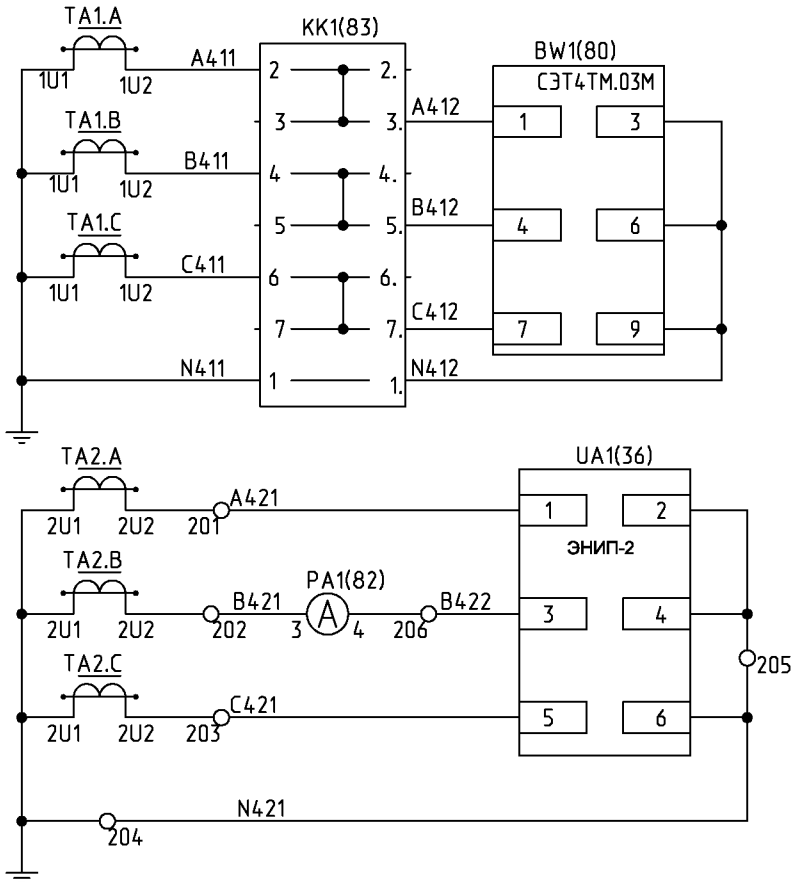 TA1.A
1U1
1U2
A411
KK1(83)
2
2.
3
3.
A412
BW1(80)
СЭТ4ТМ.03М
1
3
TA1.B
1U1
1U2
B411
4
4.
5
5.
B412
4
6
TA1.C
1U1
1U2
C411
6
6.
7
7.
C412
7
9
N411
1
1.
N412
TA2.A
2U1
2U2
201
A421
UA1(36)
1
2
ЭНИП-2
TA2.B
2U1
2U2
202
B421
PA1(82)
3
A
4
206
B422
3
4
205
TA2.C
2U1
2U2
203
C421
5
6
204
N421